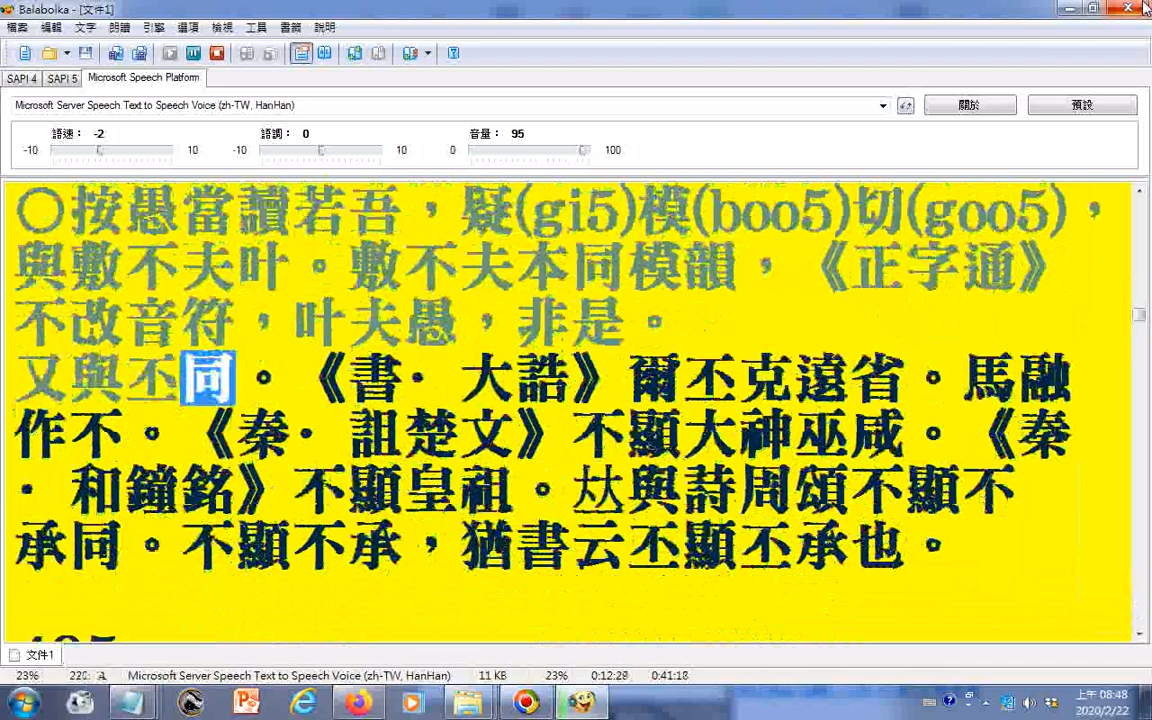 Balabolka - [文件1]
檔案 編輯 文字 朗讀 引擎 選項 檢視 工具 書籤 說明
SAPI 4 SAPI 5 Microsoft Speech Platform
Microsoft Server Speech Text to Speech Voice (zh-TW, HanHan) 關於 預設
語速： -2 語調： 0 音量： 95
-10 10 -10 10 0 100
○按愚當讀若吾，疑(gi5)模(boo5)切(goo5)，
與敷不夫叶。敷不夫本同模韻，《正字通》
不改音符，叶夫愚，非是。
又與丕同。《書·大誥》爾丕克遠省。馬融
作不。《秦·詛楚文》不顯大神巫咸。《秦
·和鐘銘》不顯皇祖。𠀤與詩周頌不顯不
承同。不顯不承，猶書云丕顯丕承也。
文件1
23% Microsoft Server Speech Text to Speech Voice (zh-TW, HanHan) 11 KB 23% 0:12:28 0:41:18
上午 08:48
2020/2/22